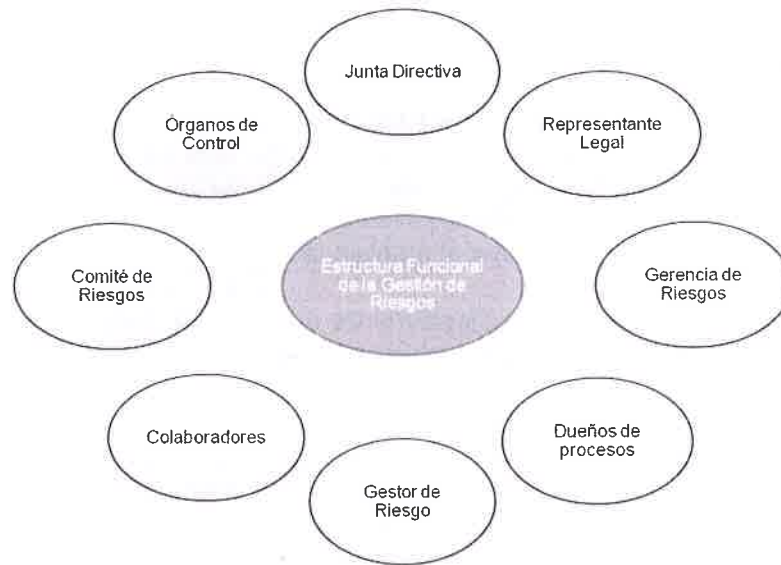 Junta Directiva
Representante
Legal
Gerencia de
Riesgos
Dueños de
procesos
Gestor de
Riesgo
Colaboradores
Comité de
Riesgos
Órganos de
Control
Estructura Funcional
de la Gestión de
Riesgos